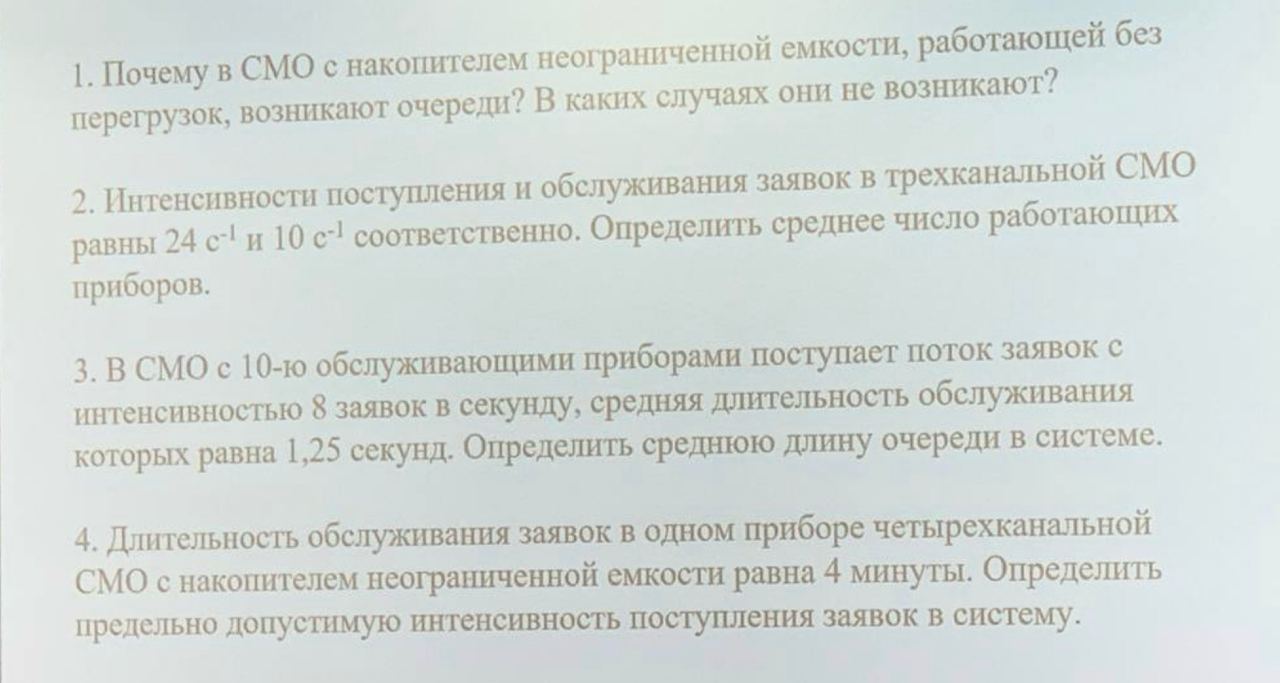 1. Почему в СМО с накопителем неограниченной емкости, работающей без
перегрузок, возникают очереди? В каких случаях они не возникают?
2. Интенсивности поступления и обслуживания заявок в трехканальной СМО
равны 24 с⁻¹ и 10 с⁻¹ соответственно. Определить среднее число работающих
приборов.
3. В СМО с 10-ю обслуживающими приборами поступает поток заявок с
интенсивностью 8 заявок в секунду, средняя длительность обслуживания
которых равна 1,25 секунд. Определить среднюю длину очереди в системе.
4. Длительность обслуживания заявок в одном приборе четырехканальной
СМО с накопителем неограниченной емкости равна 4 минуты. Определить
предельно допустимую интенсивность поступления заявок в систему.